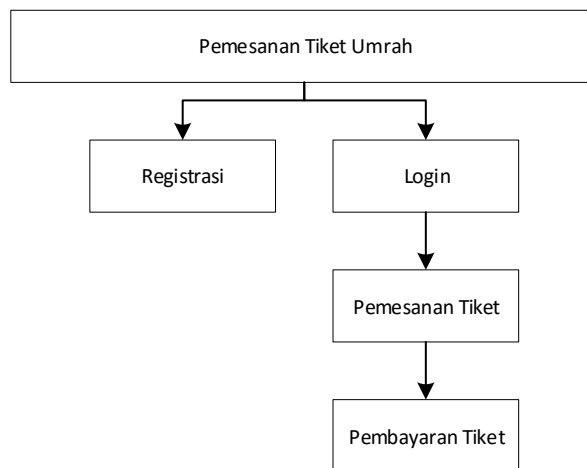 Pemesanan Tiket Umrah
Registrasi
Login
Pemesanan Tiket
Pembayaran Tiket